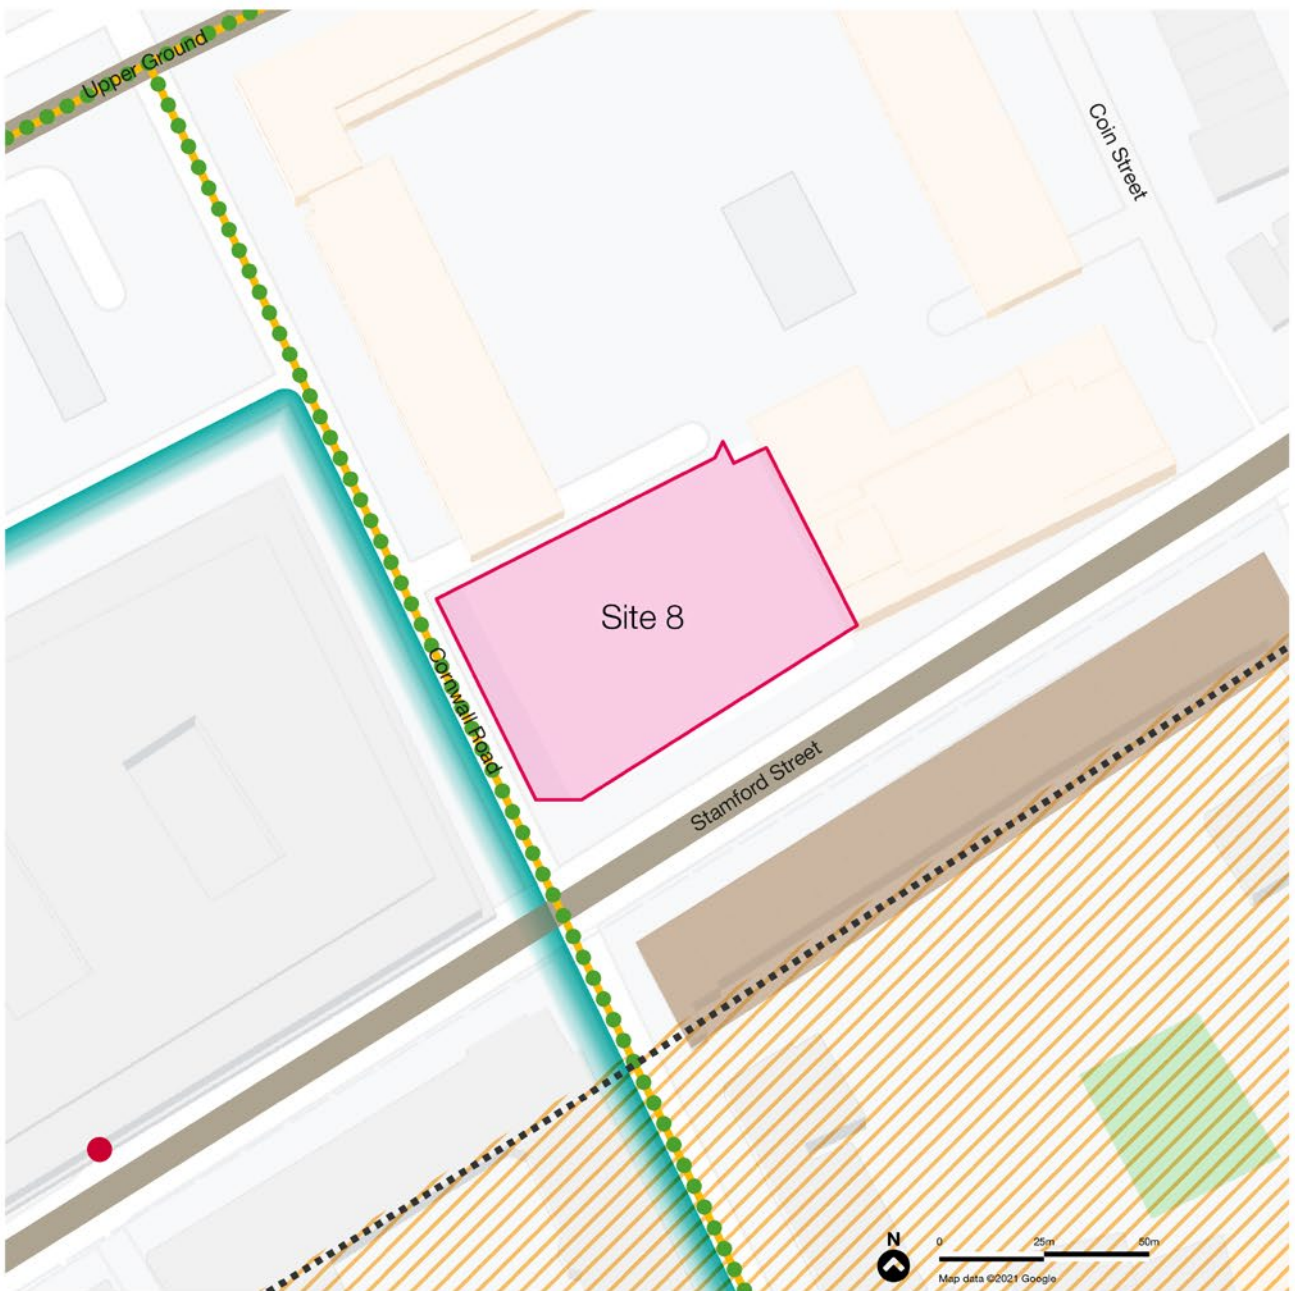 Upper Ground
Coin Street
Site 8
Cornwall Road
Stamford Street
N
0 25m 50m
Map data ©2021 Google